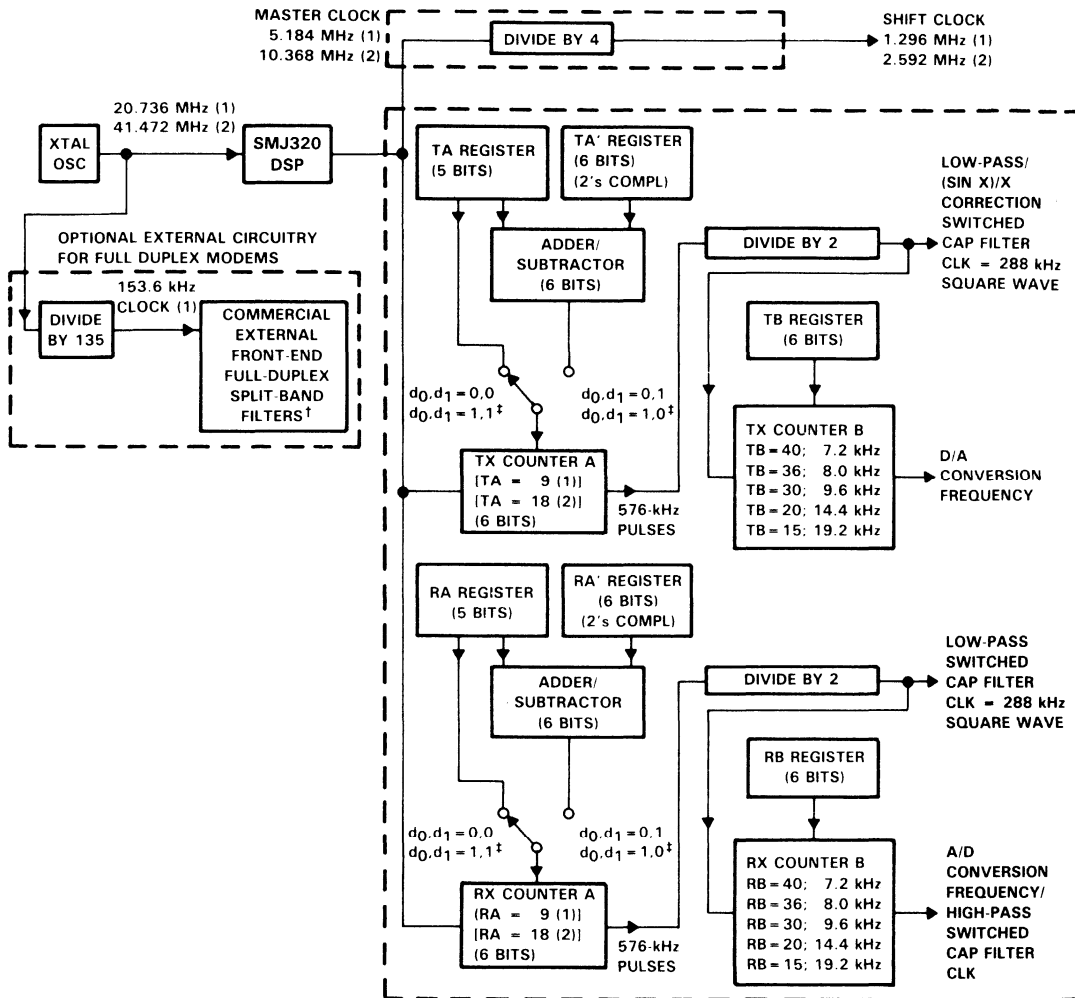 MASTER CLOCK
5.184 MHz (1)
10.368 MHz (2)
DIVIDE BY 4
SHIFT CLOCK
1.296 MHz (1)
2.592 MHz (2)
20.736 MHz (1)
41.472 MHz (2)
XTAL
OSC
SMJ320
DSP
TA REGISTER
(5 BITS)
TA' REGISTER
(6 BITS)
(2's COMPL)
ADDER/
SUBTRACTOR
(6 BITS)
DIVIDE BY 2
LOW-PASS/
(SIN X)/X
CORRECTION
SWITCHED
CAP FILTER
CLK = 288 kHz
SQUARE WAVE
OPTIONAL EXTERNAL CIRCUITRY
FOR FULL DUPLEX MODEMS
153.6 kHz
CLOCK (1)
DIVIDE
BY 135
COMMERCIAL
EXTERNAL
FRONT-END
FULL-DUPLEX
SPLIT-BAND
FILTERS†
TB REGISTER
(6 BITS)
d0,d1 = 0,0
d0,d1 = 1,1‡
d0,d1 = 0,1
d0,d1 = 1,0‡
TX COUNTER A
[TA = 9 (1)]
[TA = 18 (2)]
(6 BITS)
576-kHz
PULSES
TX COUNTER B
TB = 40; 7.2 kHz
TB = 36; 8.0 kHz
TB = 30; 9.6 kHz
TB = 20; 14.4 kHz
TB = 15; 19.2 kHz
D/A
CONVERSION
FREQUENCY
RA REGISTER
(5 BITS)
RA' REGISTER
(6 BITS)
(2's COMPL)
ADDER/
SUBTRACTOR
(6 BITS)
DIVIDE BY 2
LOW-PASS
SWITCHED
CAP FILTER
CLK = 288 kHz
SQUARE WAVE
RB REGISTER
(6 BITS)
d0,d1 = 0,0
d0,d1 = 1,1‡
d0,d1 = 0,1
d0,d1 = 1,0‡
RX COUNTER A
(RA = 9 (1)]
[RA = 18 (2)]
(6 BITS)
576-kHz
PULSES
RX COUNTER B
RB = 40; 7.2 kHz
RB = 36; 8.0 kHz
RB = 30; 9.6 kHz
RB = 20; 14.4 kHz
RB = 15; 19.2 kHz
A/D
CONVERSION
FREQUENCY/
HIGH-PASS
SWITCHED
CAP FILTER
CLK